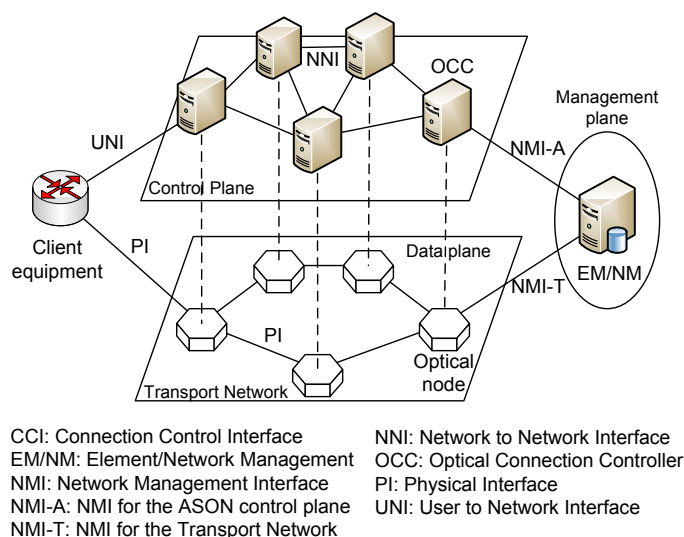 NNI
OCC
Management
plane
UNI
NMI-A
Control Plane
Client
equipment
PI
Data plane
EM/NM
NMI-T
PI
Optical
node
Transport Network
CCI: Connection Control Interface
EM/NM: Element/Network Management
NMI: Network Management Interface
NMI-A: NMI for the ASON control plane
NMI-T: NMI for the Transport Network
NNI: Network to Network Interface
OCC: Optical Connection Controller
PI: Physical Interface
UNI: User to Network Interface